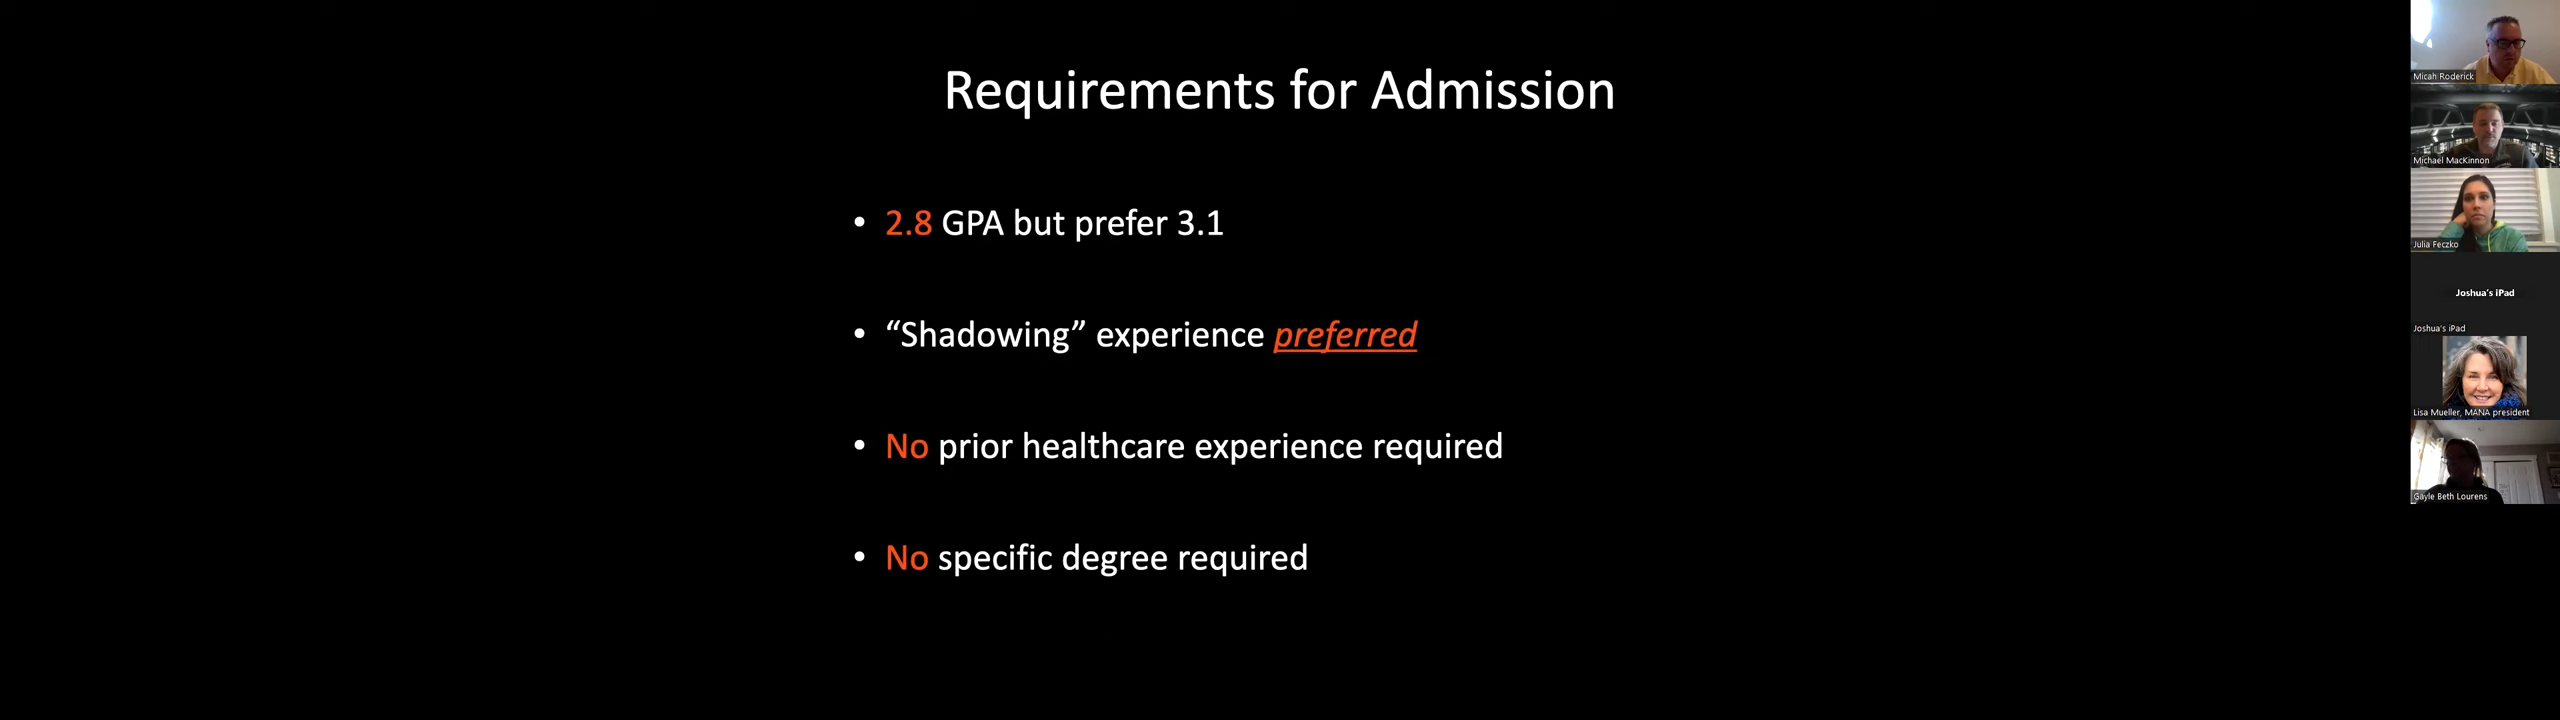 Requirements for Admission
• 2.8 GPA but prefer 3.1
• “Shadowing” experience preferred
• No prior healthcare experience required
• No specific degree required
Micah Roderick
Michael MacKinnon
Julia Feczko
Joshua's iPad
Joshua's iPad
Lisa Mueller, MANA president
Gayle Beth Lourens